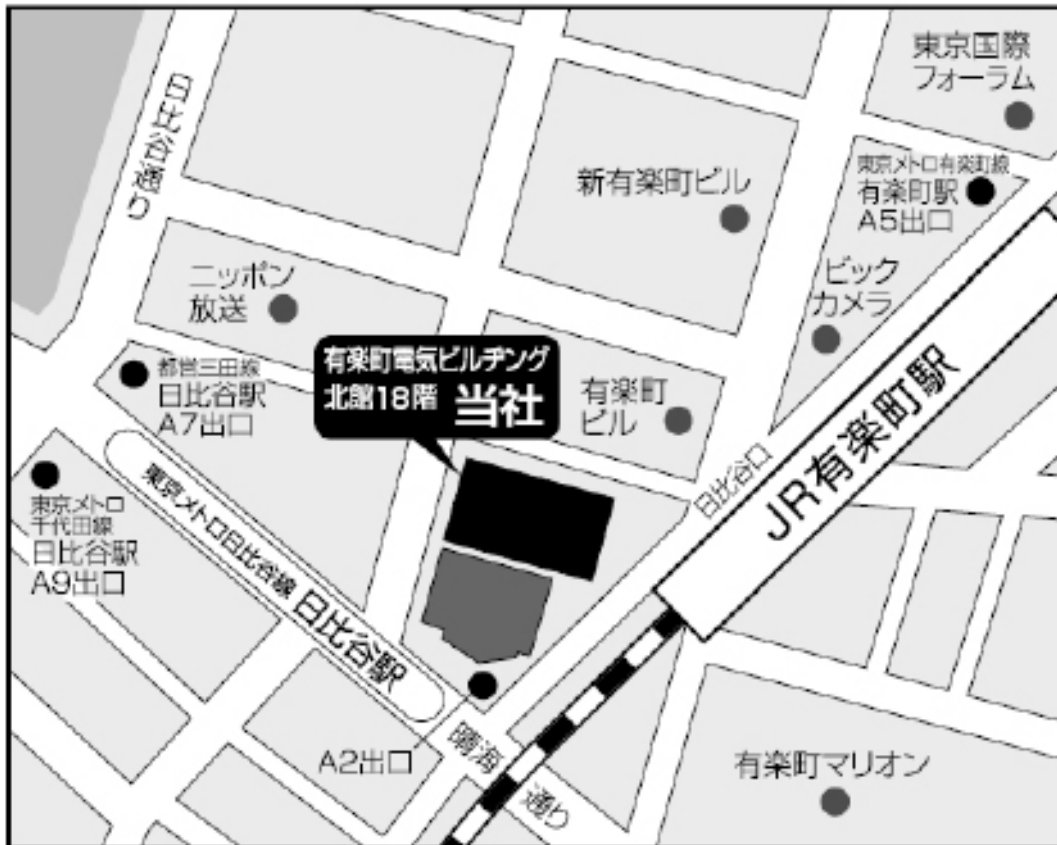 東京国際
フォーラム
日比谷通り
東京メトロ有楽町線
有楽町駅
A5出口
新有楽町ビル
ニッポン
放送
ビック
カメラ
有楽町電気ビルヂング
北館18階 当社
有楽町
ビル
都営三田線
日比谷駅
A7出口
JR有楽町駅
日比谷口
東京メトロ
千代田線
日比谷駅
A9出口
東京メトロ日比谷線 日比谷駅
A2出口
晴海通り
有楽町マリオン